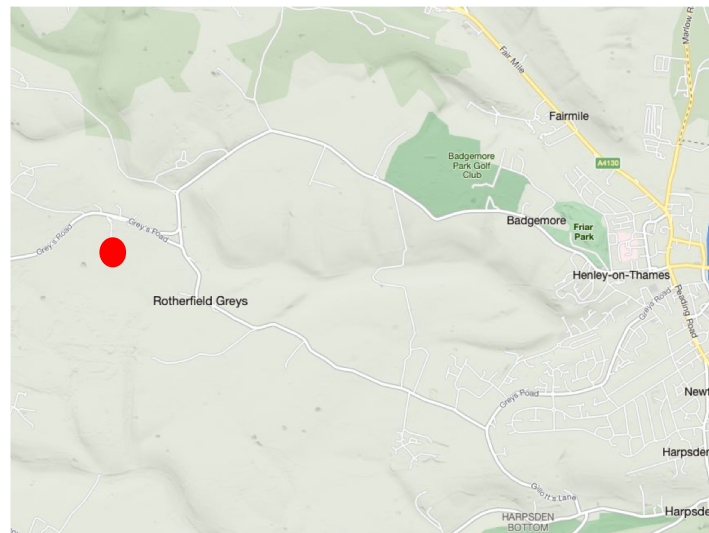 Marlow R
Fair Mile
Fairmile
A4130
Badgemore
Park Golf
Club
Badgemore
Friar
Park
Grey's Road
Grey's Road
Henley-on-Thames
Rotherfield Greys
Greys Road
Reading Road
Newt
Greys Road
Harpsden
Gillott's Lane
HARPSDEN
BOTTOM
Harpsde